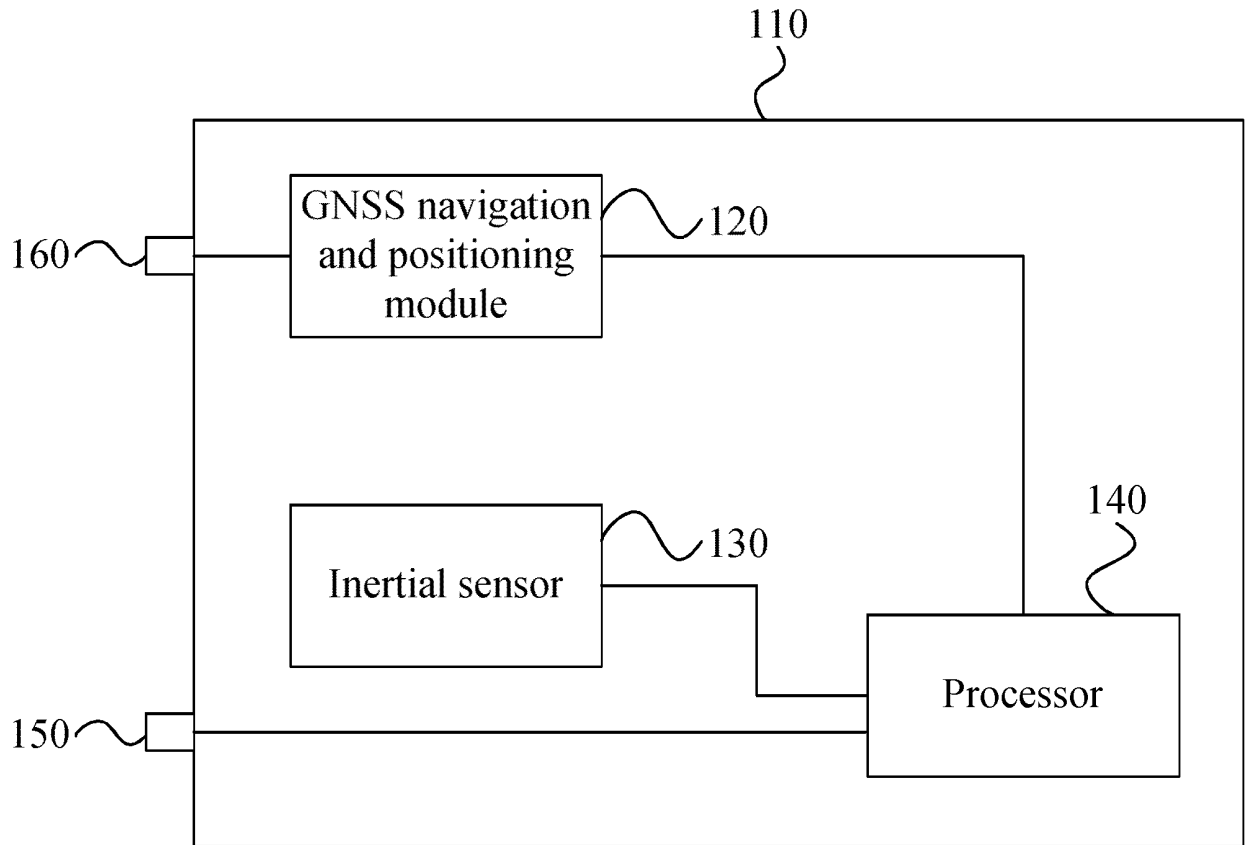 110
GNSS navigation
and positioning
module
120
160
130
Inertial sensor
140
Processor
150